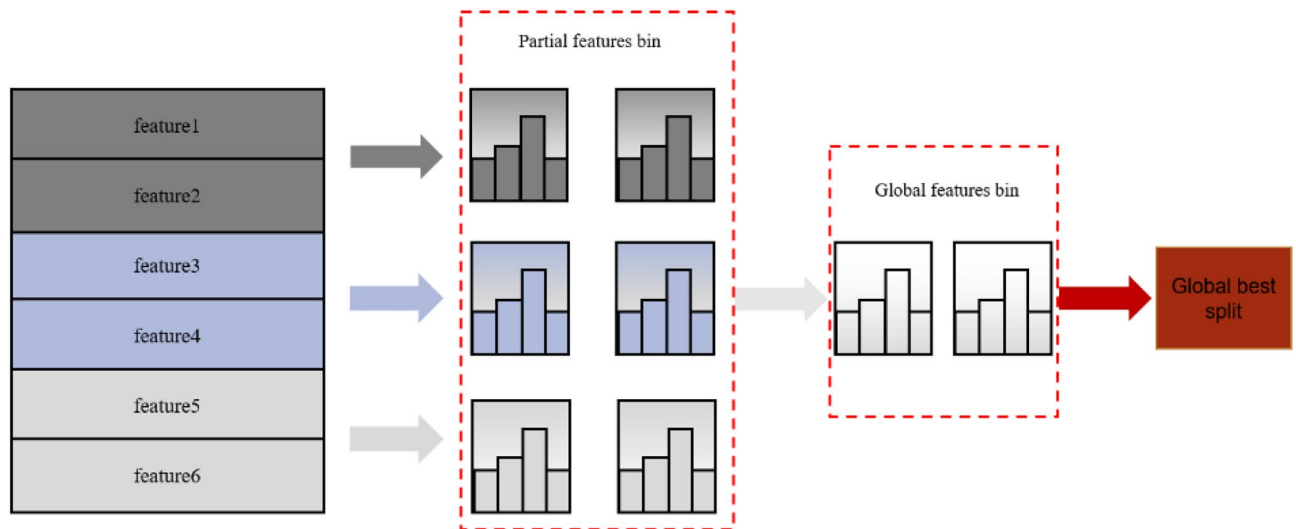 feature1
feature2
feature3
feature4
feature5
feature6
Partial features bin
Global features bin
Global best
split